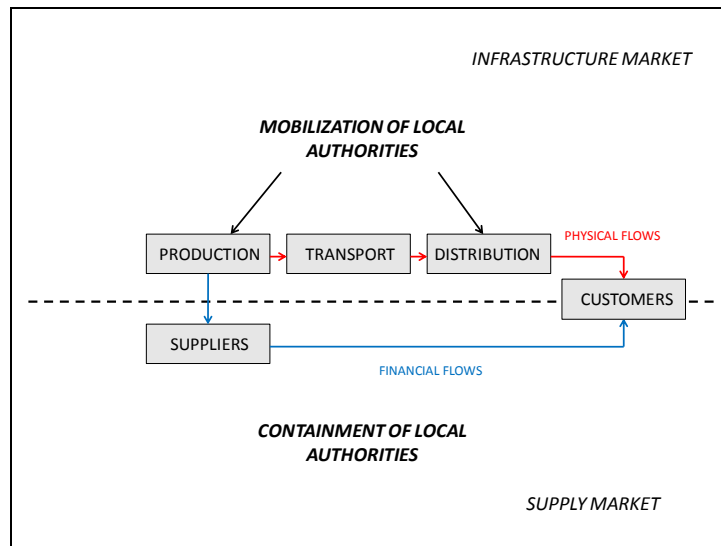 INFRASTRUCTURE MARKET
MOBILIZATION OF LOCAL
AUTHORITIES
PHYSICAL FLOWS
PRODUCTION
TRANSPORT
DISTRIBUTION
CUSTOMERS
SUPPLIERS
FINANCIAL FLOWS
CONTAINMENT OF LOCAL
AUTHORITIES
SUPPLY MARKET